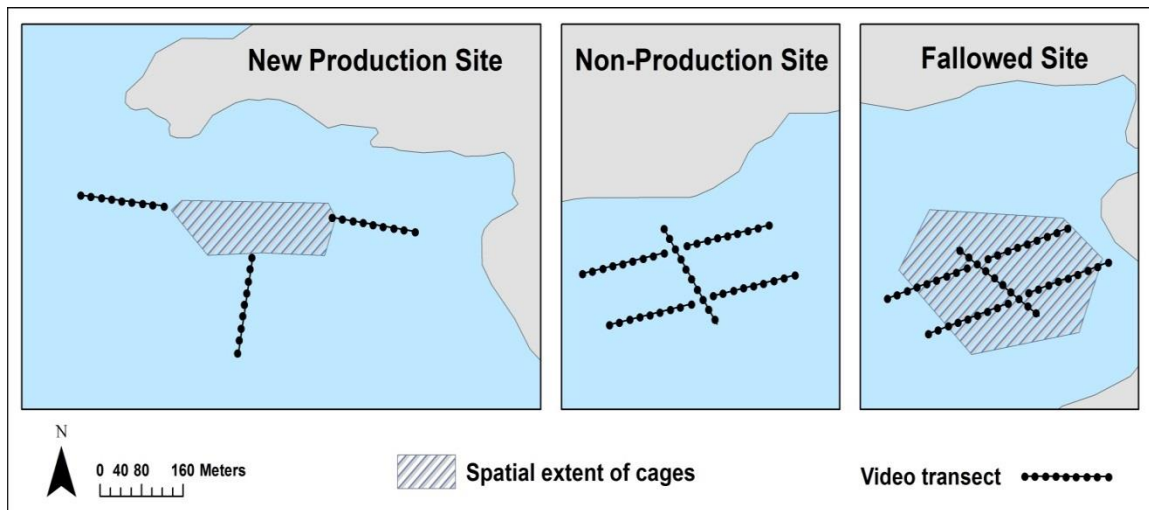 New Production Site
Non-Production Site
Fallowed Site
N
0 40 80 160 Meters
Spatial extent of cages
Video transect